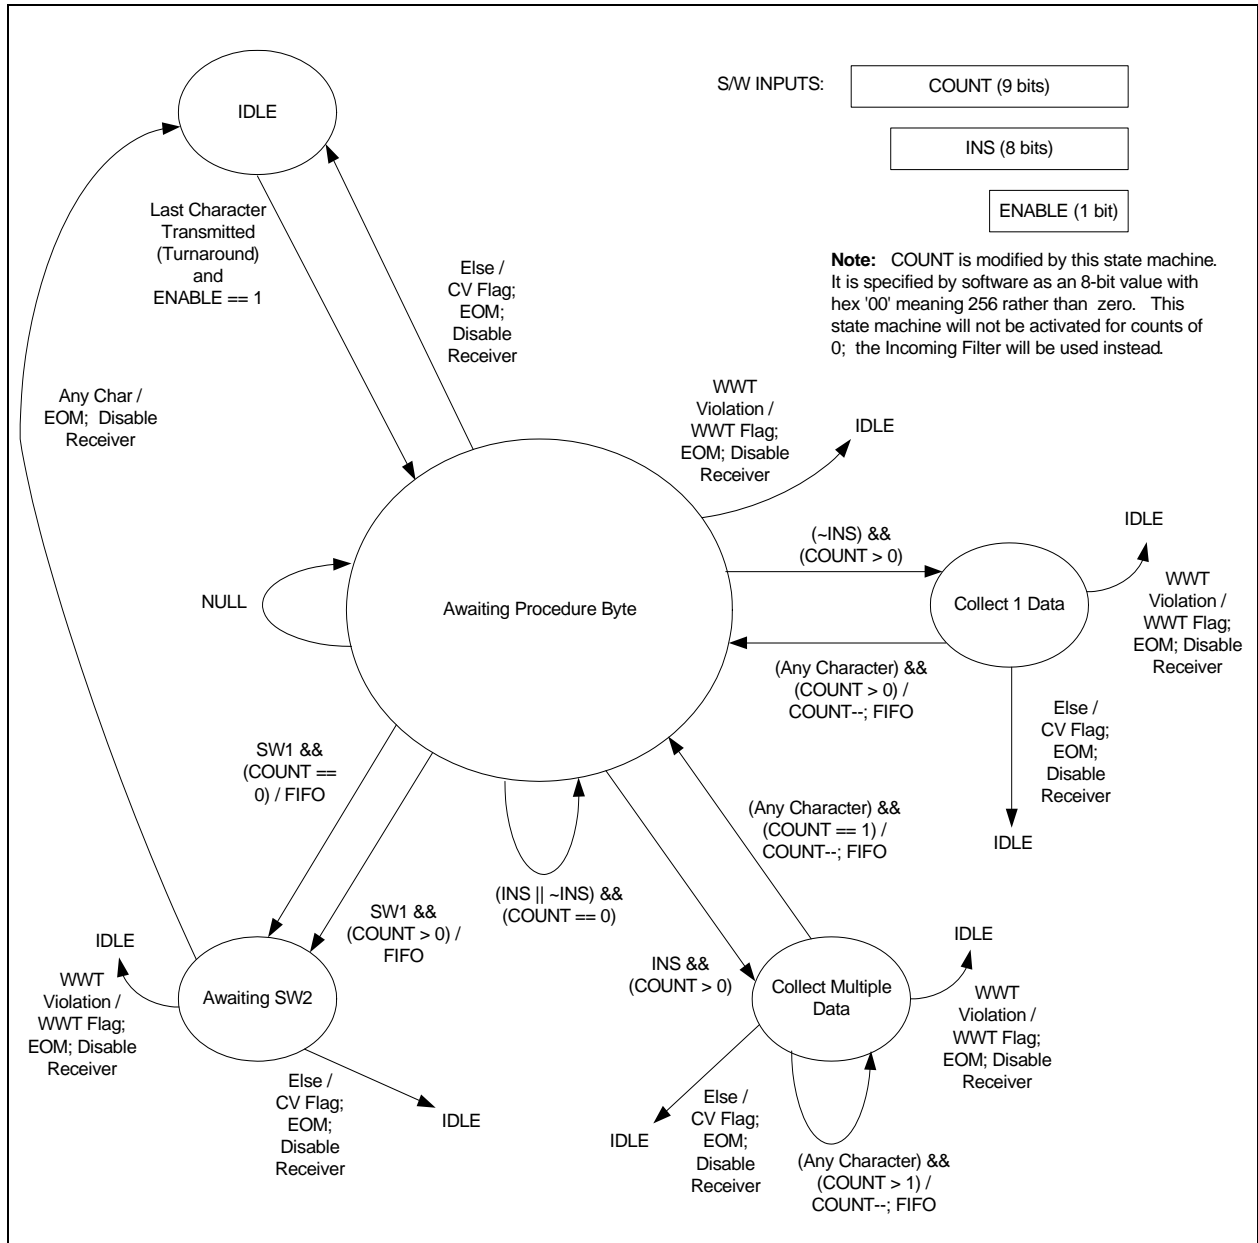 IDLE
S/W INPUTS:
COUNT (9 bits)
INS (8 bits)
ENABLE (1 bit)
Note: COUNT is modified by this state machine.
It is specified by software as an 8-bit value with
hex '00' meaning 256 rather than zero. This
state machine will not be activated for counts of
0; the Incoming Filter will be used instead.
Last Character
Transmitted
(Turnaround)
and
ENABLE == 1
Else /
CV Flag;
EOM;
Disable
Receiver
Any Char /
EOM; Disable
Receiver
WWT
Violation /
WWT Flag;
EOM; Disable
Receiver
IDLE
(~INS) &&
(COUNT > 0)
IDLE
Collect 1 Data
WWT
Violation /
WWT Flag;
EOM; Disable
Receiver
NULL
Awaiting Procedure Byte
(Any Character) &&
(COUNT > 0) /
COUNT--; FIFO
Else /
CV Flag;
EOM;
Disable
Receiver
IDLE
SW1 &&
(COUNT ==
0) / FIFO
(Any Character) &&
(COUNT == 1) /
COUNT--; FIFO
SW1 &&
(COUNT > 0) /
FIFO
(INS || ~INS) &&
(COUNT == 0)
INS &&
(COUNT > 0)
IDLE
WWT
Violation /
WWT Flag;
EOM; Disable
Receiver
Awaiting SW2
Else /
CV Flag;
EOM;
Disable
Receiver
IDLE
Collect Multiple
Data
IDLE
WWT
Violation /
WWT Flag;
EOM; Disable
Receiver
IDLE
Else /
CV Flag;
EOM;
Disable
Receiver
(Any Character) &&
(COUNT > 1) /
COUNT--; FIFO